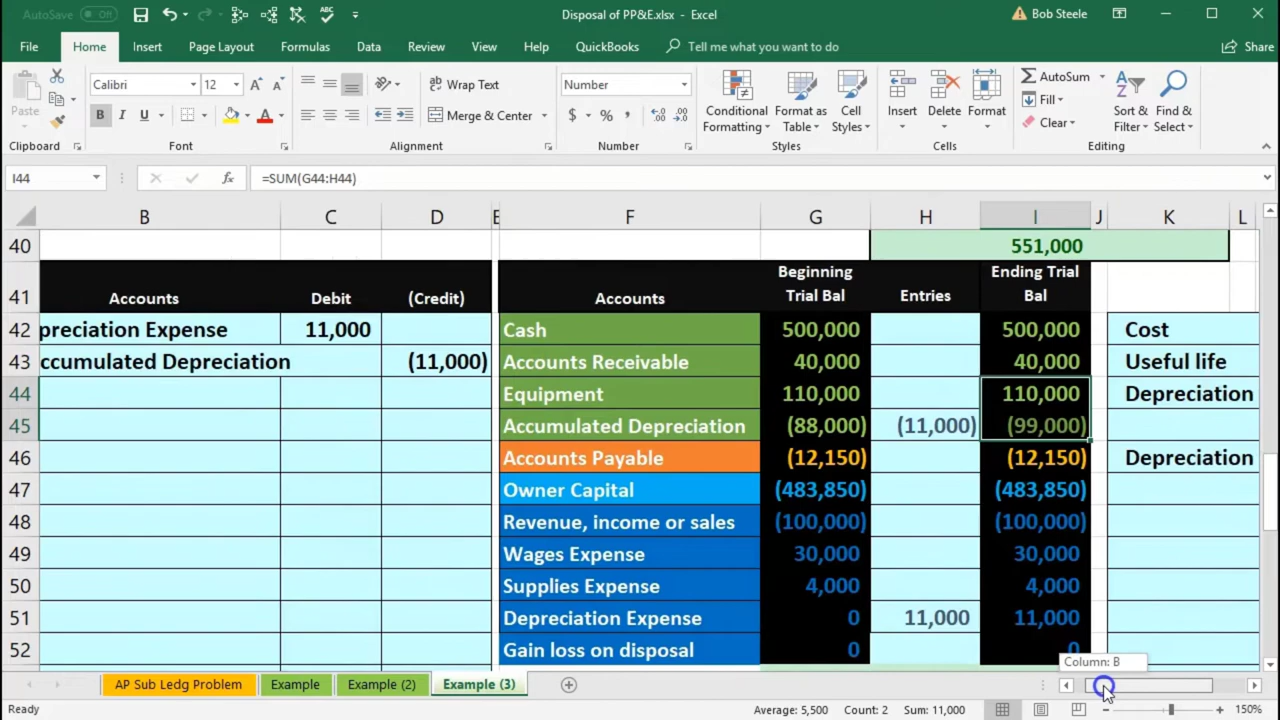 AutoSave Off Disposal of PP&E.xlsx - Excel Bob Steele
File Home Insert Page Layout Formulas Data Review View Help QuickBooks Tell me what you want to do Share
Calibri 12 Wrap Text Number AutoSum
Paste Conditional Format as Cell Insert Delete Format Fill Sort & Find &
B I U A Merge & Center $ % , Formatting Table Styles Clear Filter Select
Clipboard Font Alignment Number Styles Cells Editing
I44 fx =SUM(G44:H44)
B C D E F G H I J K L
40 551,000
Beginning Ending Trial
41 Accounts Debit (Credit) Accounts Trial Bal Entries Bal
42 preciation Expense 11,000 Cash 500,000 500,000 Cost
43 ccumulated Depreciation (11,000) Accounts Receivable 40,000 40,000 Useful life
44 Equipment 110,000 110,000 Depreciation
45 Accumulated Depreciation (88,000) (11,000) (99,000)
46 Accounts Payable (12,150) (12,150) Depreciation
47 Owner Capital (483,850) (483,850)
48 Revenue, income or sales (100,000) (100,000)
49 Wages Expense 30,000 30,000
50 Supplies Expense 4,000 4,000
51 Depreciation Expense 0 11,000 11,000
52 Gain loss on disposal 0 0
Column: B
AP Sub Ledg Problem Example Example (2) Example (3)
Ready Average: 5,500 Count: 2 Sum: 11,000 150%